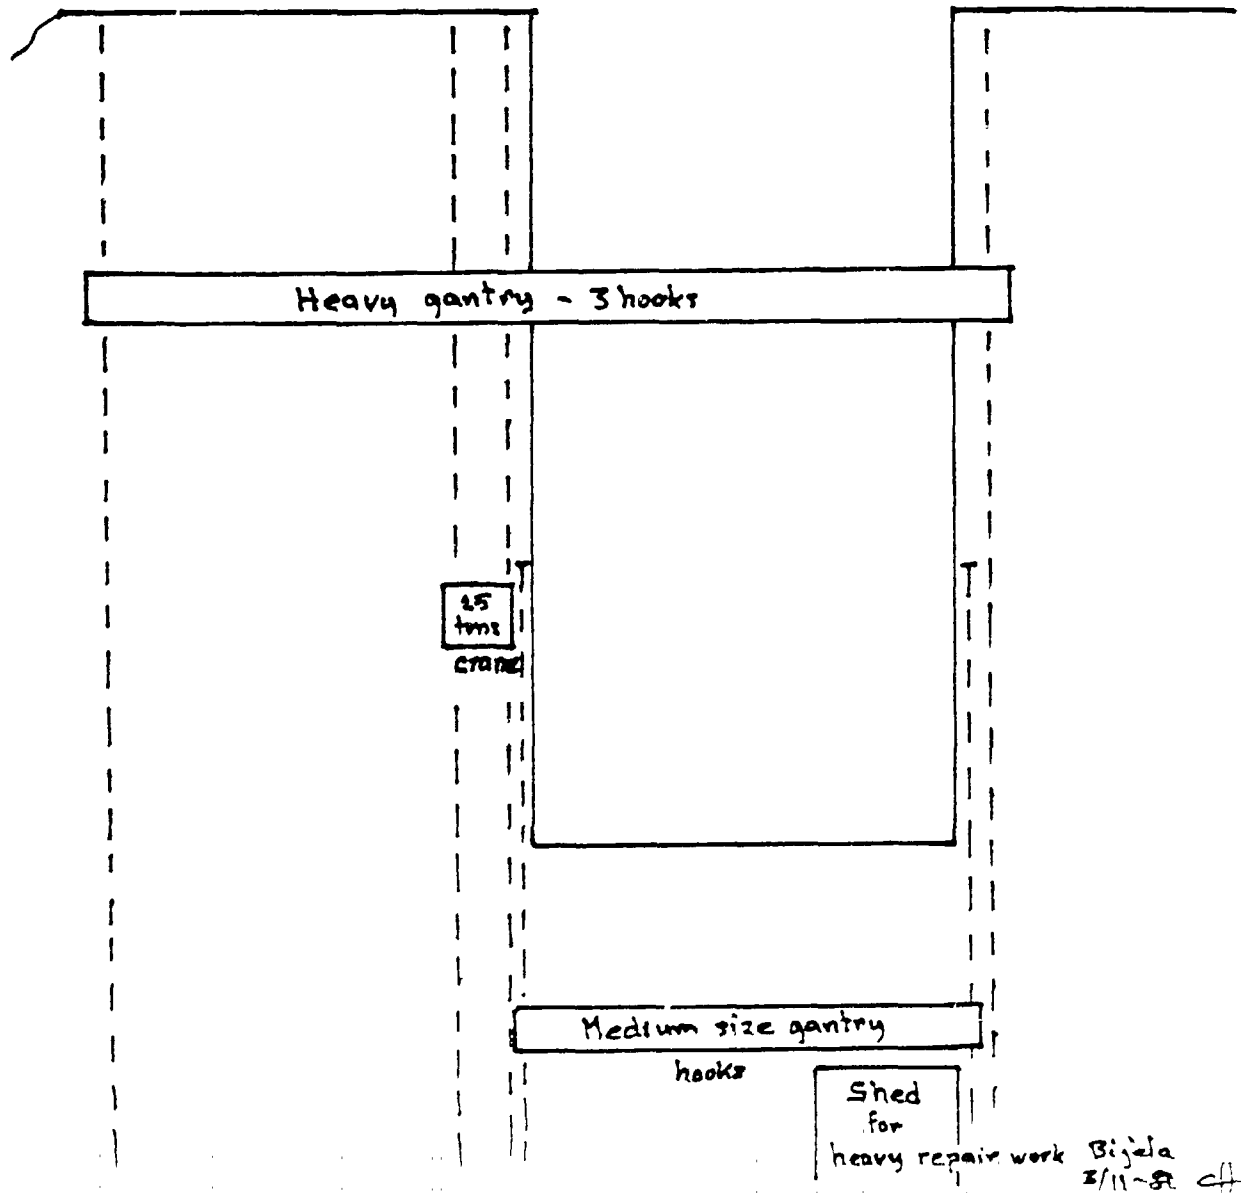 Heavy gantry - 3 hooks
25
tons
crane
Medium size gantry
hooks
Shed
for
heavy repair work
Bijela